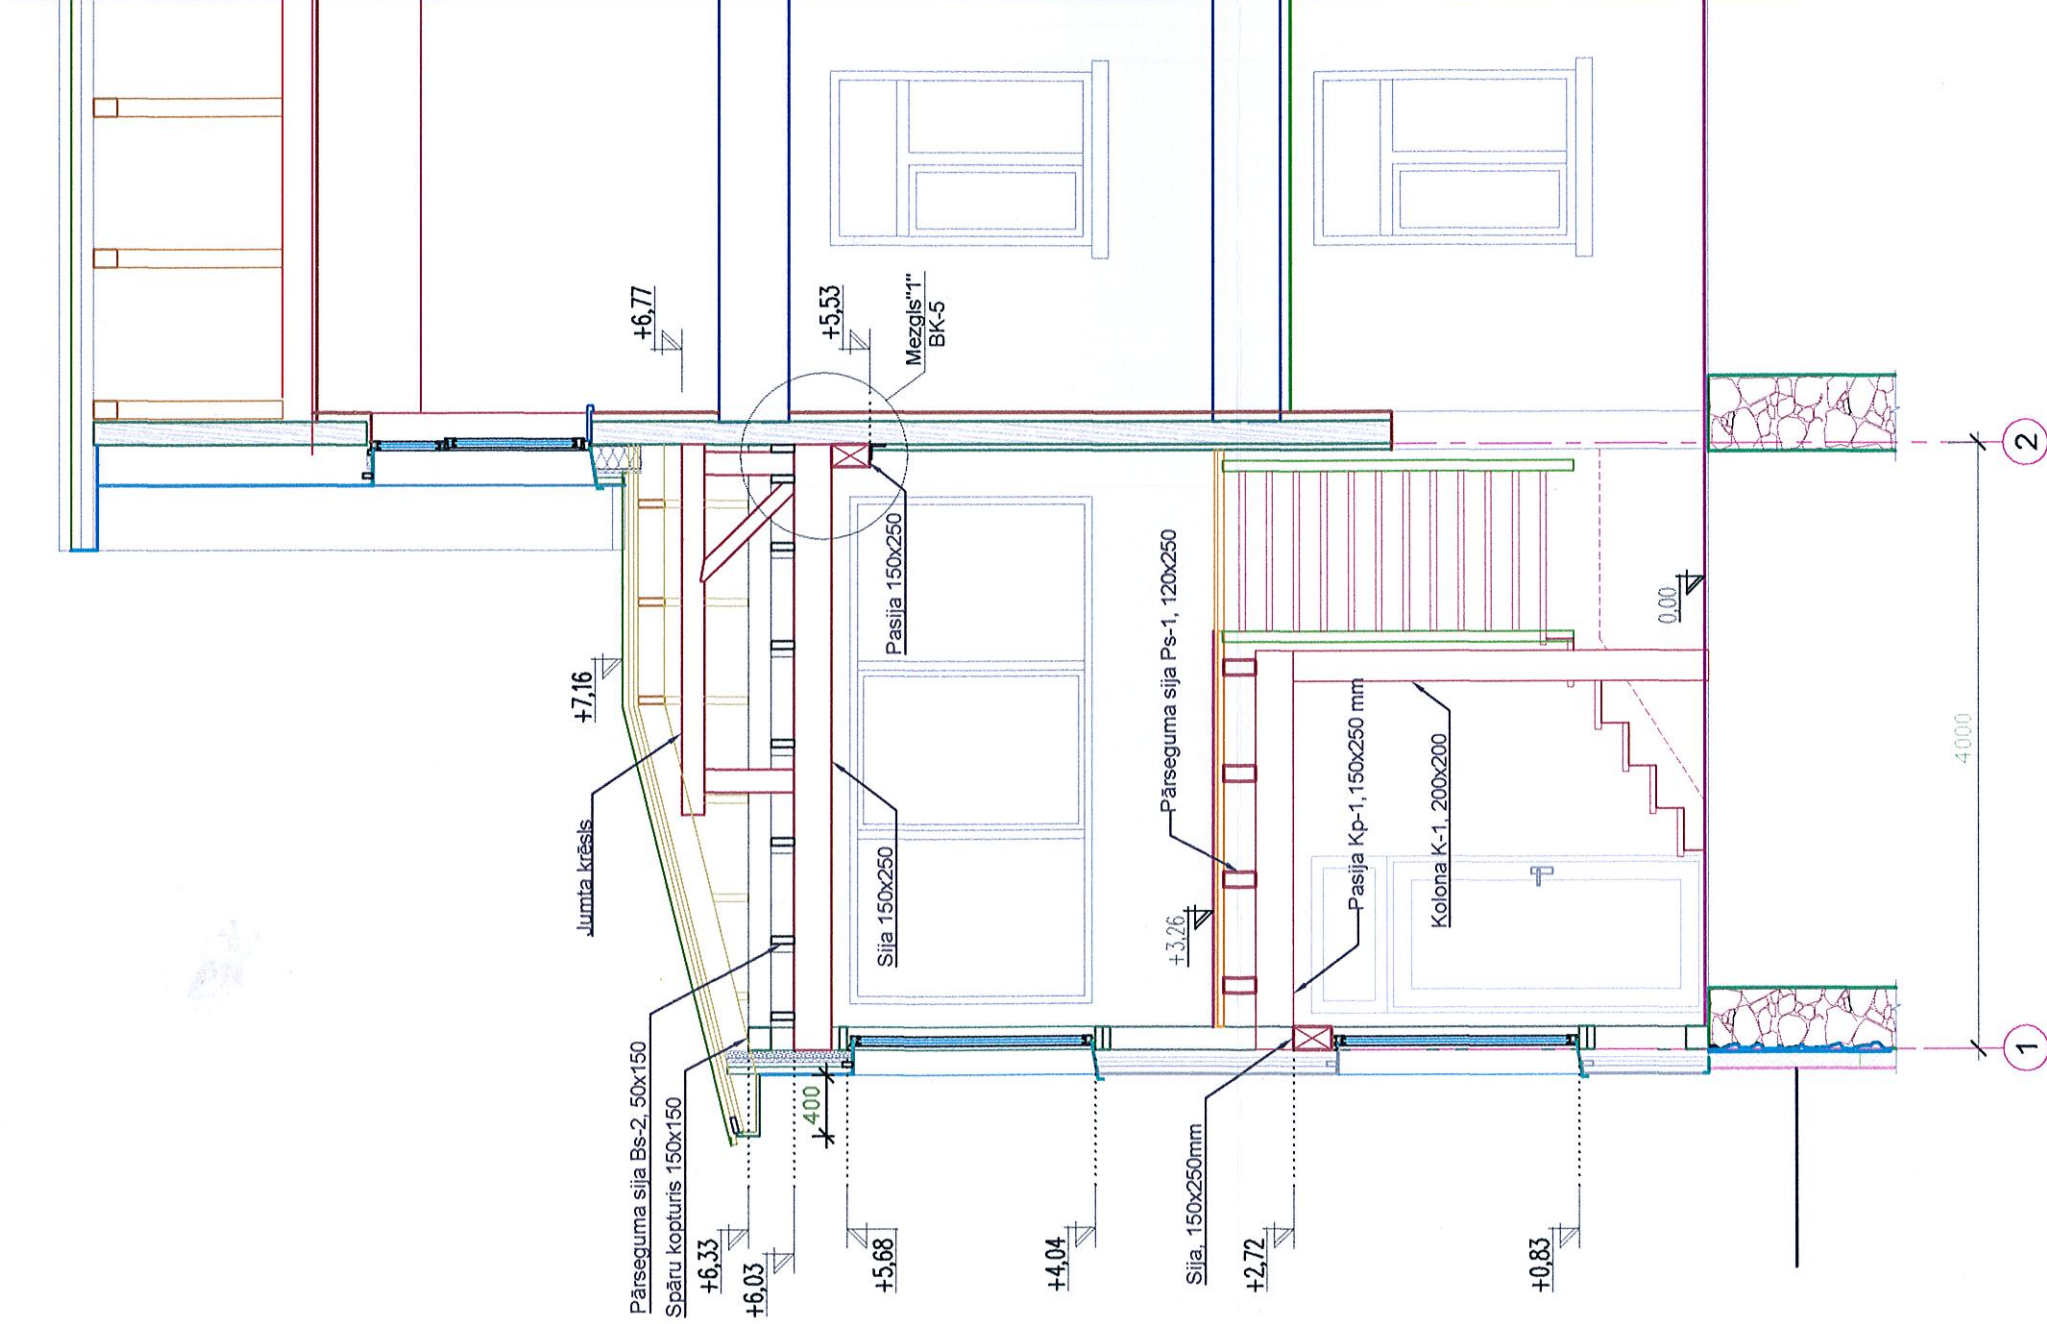 +6,77
+5,53
Mezgls"1"
BK-5
+7,16
Jumta krēsls
Pasija 150x250
Sija 150x250
Pārseguma sija Ps-1, 120x250
0,00
+3,26
Pasija Kp-1,150x250 mm
Kolona K-1, 200x200
4000
2
1
Pārseguma sija Bs-2, 50x150
Spāru kopturis 150x150
400
+6,33
+6,03
+5,68
+4,04
Sija, 150x250mm
+2,72
+0,83